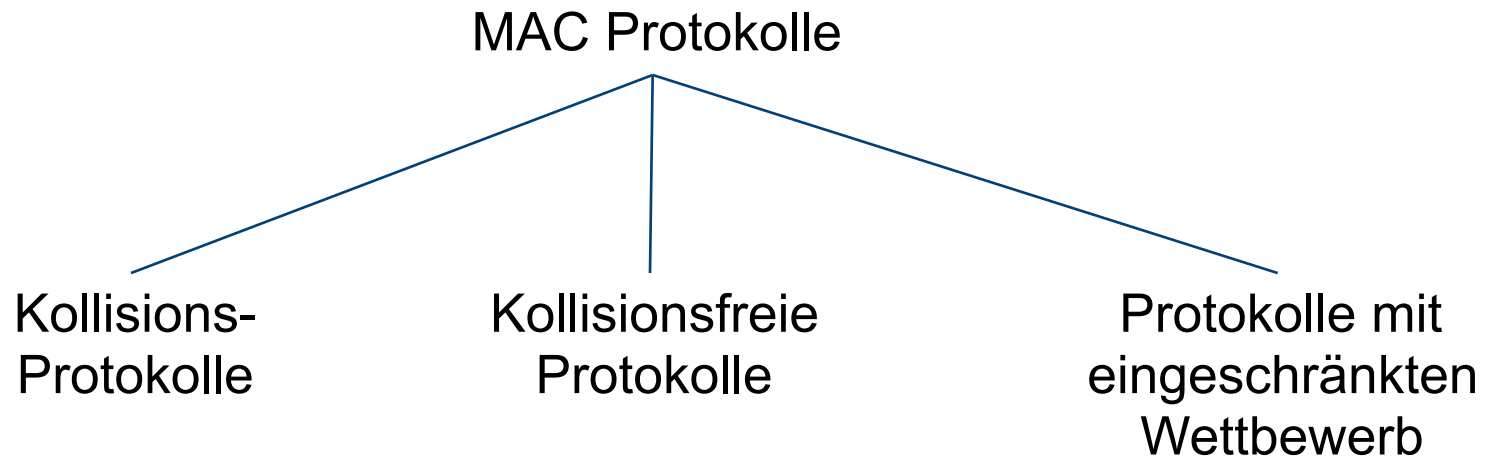 MAC Protokolle
Kollisions-
Protokolle
Kollisionsfreie
Protokolle
Protokolle mit
eingeschränkten
Wettbewerb